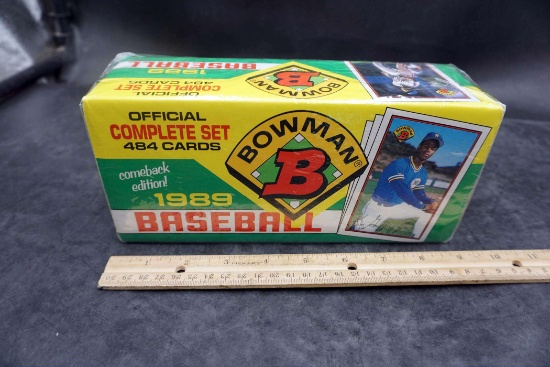 BASEBALL
1989
COMPLETE SET
484 CARDS
OFFICIAL
BOWMAN
B
OFFICIAL
COMPLETE SET
484 CARDS
comeback
edition!
1989
BASEBALL
BOWMAN®
B